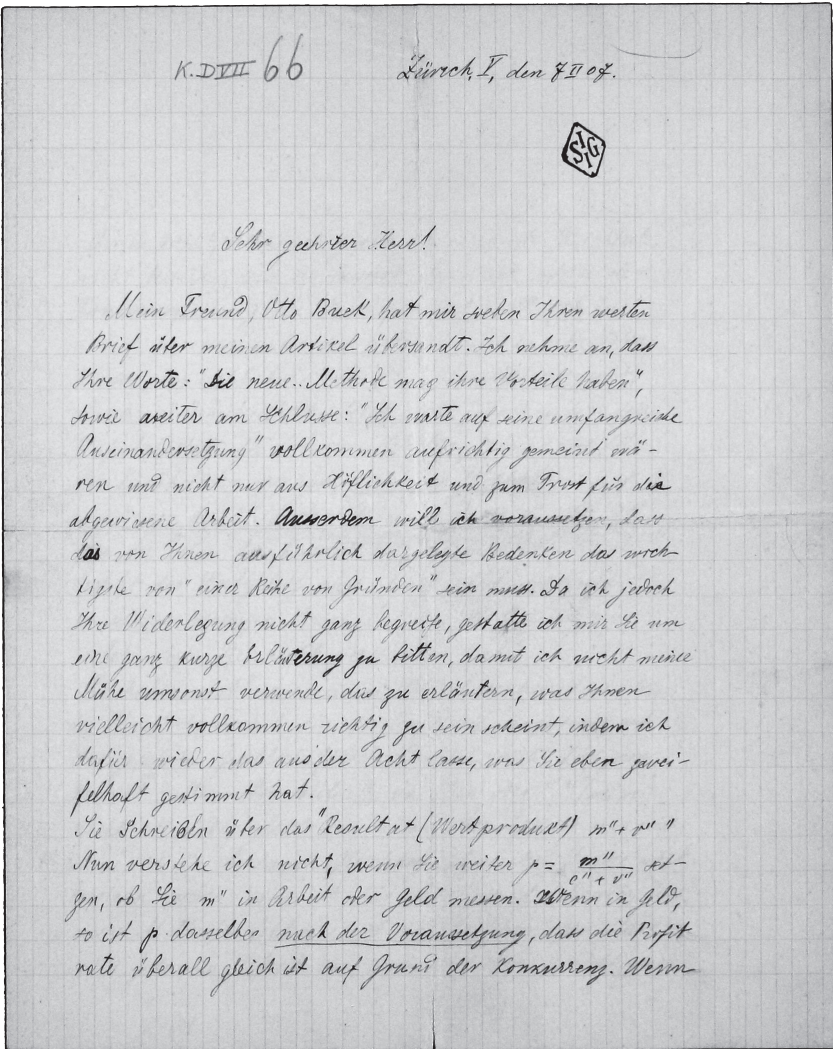 K.DVII 66
Zürich, V, den 7 II 07.
SIGI
Sehr geehrter Herr!
Mein Freund, Otto Buek, hat mir soeben Ihren werten
Brief über meinen Artikel übersandt. Ich nehme an, dass
Ihre Worte: "Die neue.. Methode mag ihre Vorteile haben",
sowie weiter am Schlusse: "Ich warte auf seine umfangreiche
Auseinandersetzung" vollkommen aufrichtig gemeint wä-
ren und nicht nur aus Höflichkeit und zum Trost für die
abgewiesene Arbeit. Ausserdem will ich voraussetzen, dass
das von Ihnen ausführlich dargelegte Bedenken das wich-
tigste von "einer Reihe von Gründen" sein muss. Da ich jedoch
Ihre Widerlegung nicht ganz begreife, gestatte ich mir Sie um
eine ganz kurze Erläuterung zu bitten, damit ich nicht meine
Mühe umsonst verwende, das zu erläutern, was Ihnen
vielleicht vollkommen richtig zu sein scheint, indem ich
dafür wieder das aus der Acht lasse, was Sie eben zwei-
felhaft gestimmt hat.
Sie Schreiben über das "Resultat (Wertprodukt) m" + v" "
Nun verstehe ich nicht, wenn Sie weiter p = m" / c" + v" set-
zen, ob Sie m" in Arbeit oder Geld messen. Wenn in Geld,
so ist p dasselbe nach der Voraussetzung, dass die Profit
rate überall gleich ist auf Grund der Konkurrenz. Wenn